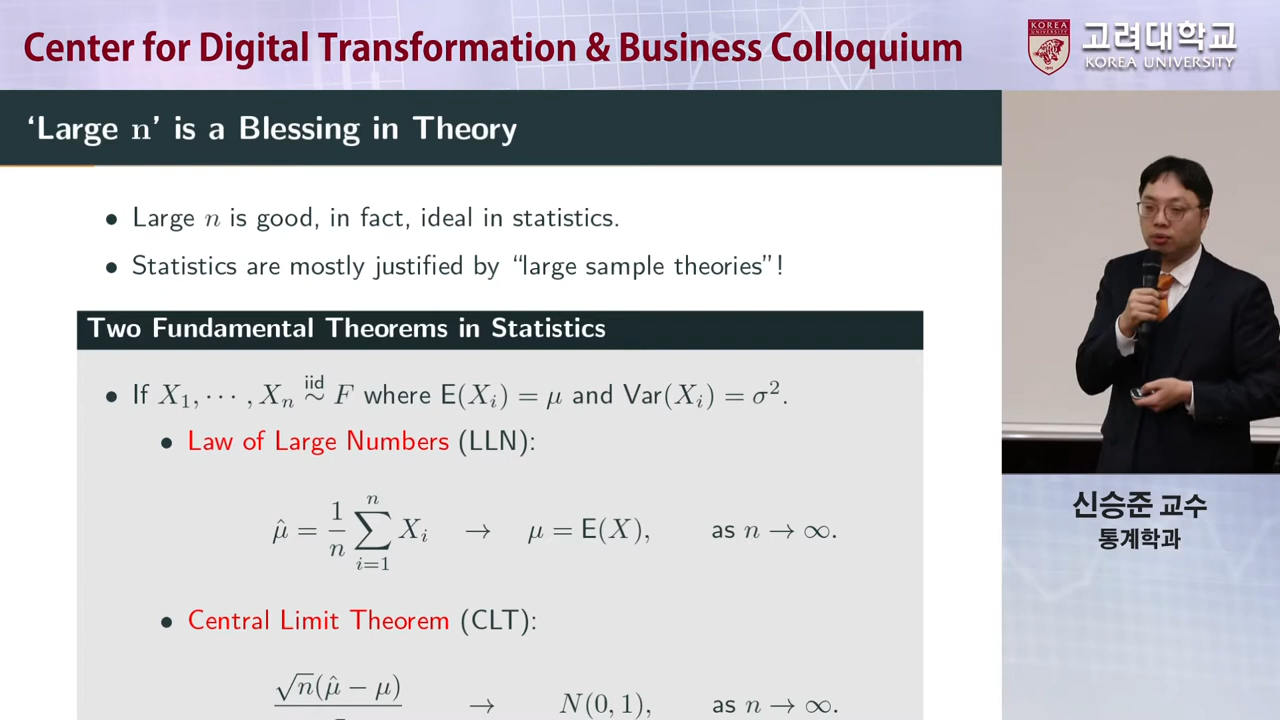 Center for Digital Transformation & Business Colloquium
KOREA UNIVERSITY
고려대학교
KOREA UNIVERSITY
‘Large n’ is a Blessing in Theory
• Large n is good, in fact, ideal in statistics.
• Statistics are mostly justified by “large sample theories”!
Two Fundamental Theorems in Statistics
• If X₁, ⋯ , Xₙ iid ∼ F where E(Xᵢ) = μ and Var(Xᵢ) = σ².
• Law of Large Numbers (LLN):
μ̂ = 1/n ∑ᵢ₌₁ⁿ Xᵢ → μ = E(X), as n → ∞.
• Central Limit Theorem (CLT):
√n(μ̂ − μ) → N(0, 1), as n → ∞.
신승준 교수
통계학과